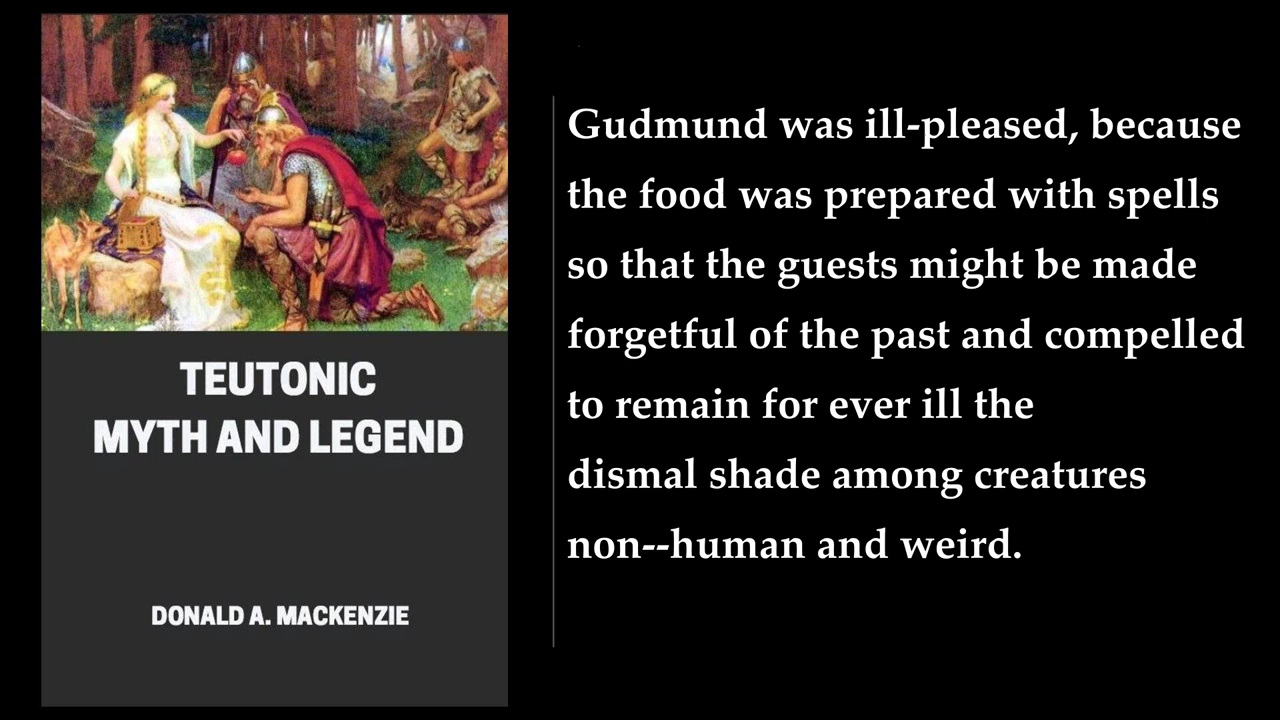 TEUTONIC
MYTH AND LEGEND
DONALD A. MACKENZIE
Gudmund was ill-pleased, because
the food was prepared with spells
so that the guests might be made
forgetful of the past and compelled
to remain for ever ill the
dismal shade among creatures
non--human and weird.